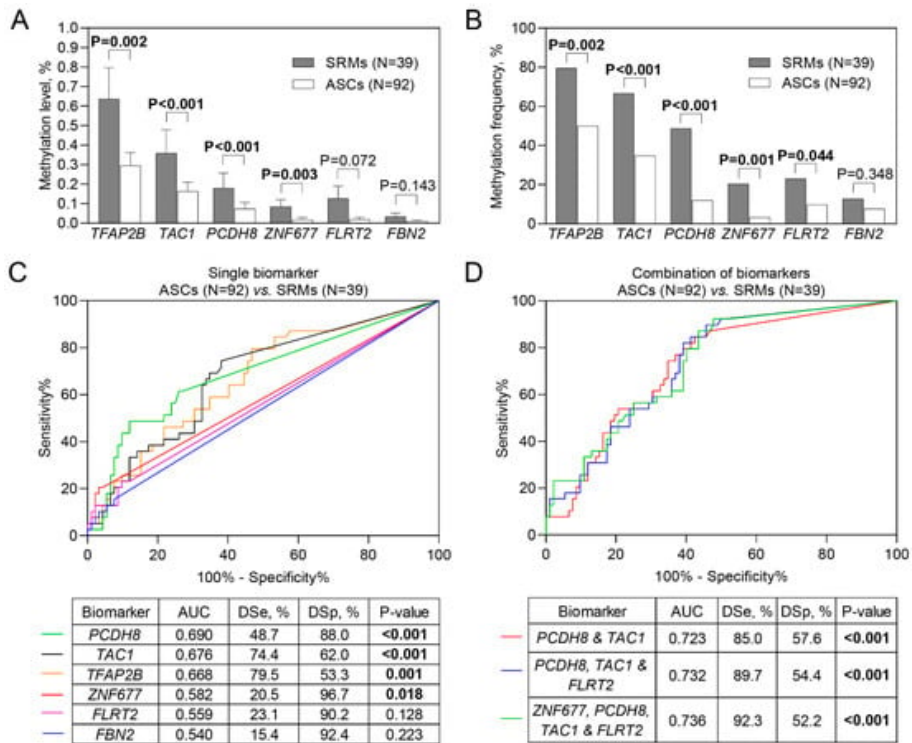 A
Methylation level, %
1.0
0.9
0.8
0.7
0.6
0.5
0.4
0.3
0.2
0.1
0.0
P=0.002
P<0.001
P<0.001
P=0.003
P=0.072
P=0.143
SRMs (N=39)
ASCs (N=92)
TFAP2B TAC1 PCDH8 ZNF677 FLRT2 FBN2
B
Methylation frequency, %
100
80
60
40
20
0
P=0.002
P<0.001
P<0.001
P=0.001
P=0.044
P=0.348
SRMs (N=39)
ASCs (N=92)
TFAP2B TAC1 PCDH8 ZNF677 FLRT2 FBN2
C
Single biomarker
ASCs (N=92) vs. SRMs (N=39)
Sensitivity%
100
80
60
40
20
0
0 20 40 60 80 100
100% - Specificity%
Biomarker AUC DSe, % DSp, % P-value
PCDH8 0.690 48.7 88.0 <0.001
TAC1 0.676 74.4 62.0 <0.001
TFAP2B 0.668 79.5 53.3 0.001
ZNF677 0.582 20.5 96.7 0.018
FLRT2 0.559 23.1 90.2 0.128
FBN2 0.540 15.4 92.4 0.223
D
Combination of biomarkers
ASCs (N=92) vs. SRMs (N=39)
Sensitivity%
100
80
60
40
20
0
0 20 40 60 80 100
100% - Specificity%
Biomarker AUC DSe, % DSp, % P-value
PCDH8 & TAC1 0.723 85.0 57.6 <0.001
PCDH8, TAC1 &
FLRT2 0.732 89.7 54.4 <0.001
ZNF677, PCDH8,
TAC1 & FLRT2 0.736 92.3 52.2 <0.001